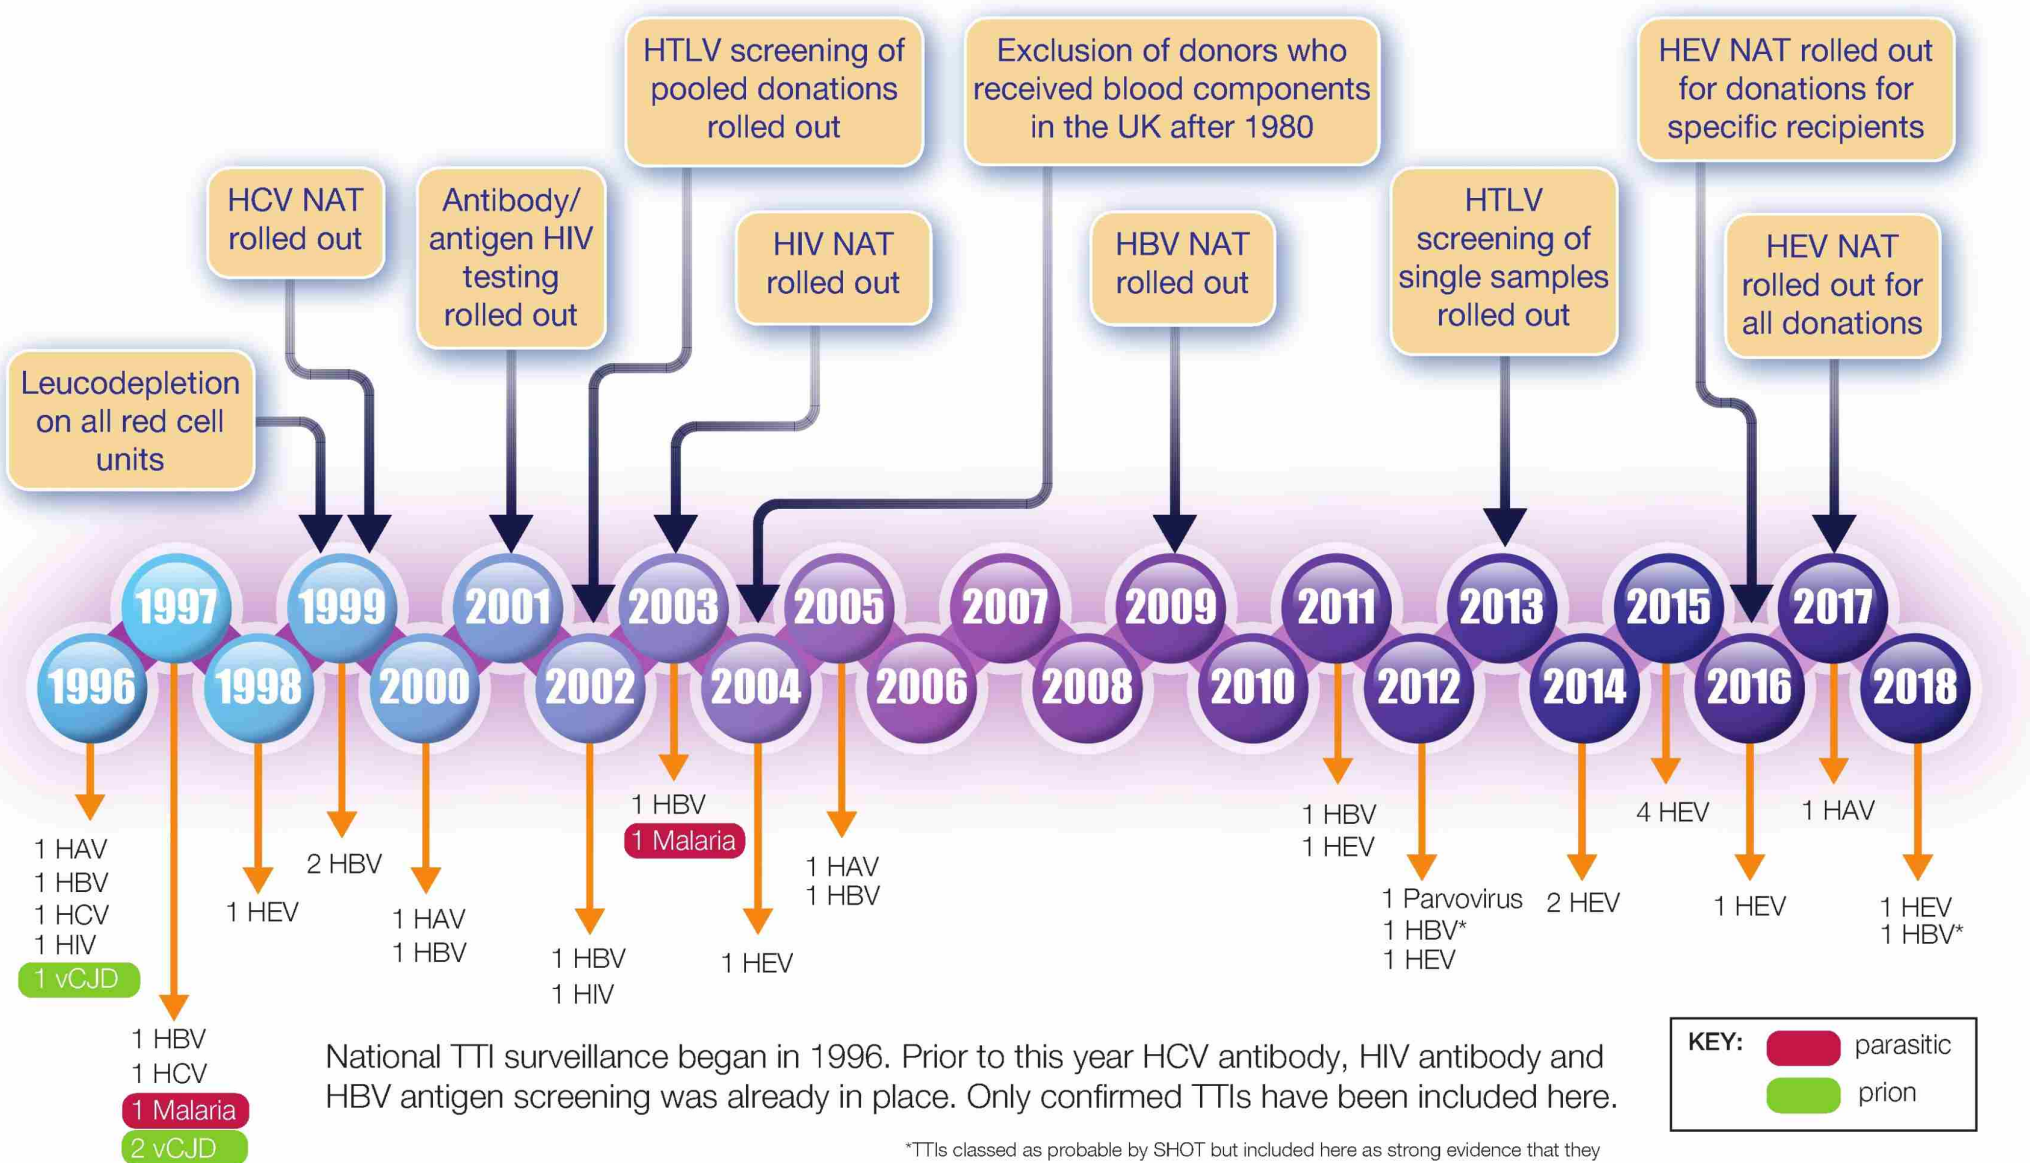 HTLV screening of
pooled donations
rolled out
Exclusion of donors who
received blood components
in the UK after 1980
HEV NAT rolled out
for donations for
specific recipients
HCV NAT
rolled out
Antibody/
antigen HIV
testing
rolled out
HIV NAT
rolled out
HBV NAT
rolled out
HTLV
screening of
single samples
rolled out
HEV NAT
rolled out for
all donations
Leucodepletion
on all red cell
units
1997
1999
2001
2003
2005
2007
2009
2011
2013
2015
2017
1996
1998
2000
2002
2004
2006
2008
2010
2012
2014
2016
2018
1 HAV
1 HBV
1 HCV
1 HIV
1 vCJD
1 HBV
1 HCV
1 Malaria
2 vCJD
1 HEV
2 HBV
1 HAV
1 HBV
1 HBV
1 HIV
1 HBV
1 Malaria
1 HEV
1 HAV
1 HBV
1 HBV
1 HEV
1 Parvovirus
1 HBV*
1 HEV
2 HEV
4 HEV
1 HEV
1 HAV
1 HEV
1 HBV*
National TTI surveillance began in 1996. Prior to this year HCV antibody, HIV antibody and
HBV antigen screening was already in place. Only confirmed TTIs have been included here.
*TTIs classed as probable by SHOT but included here as strong evidence that they
KEY:
parasitic
prion